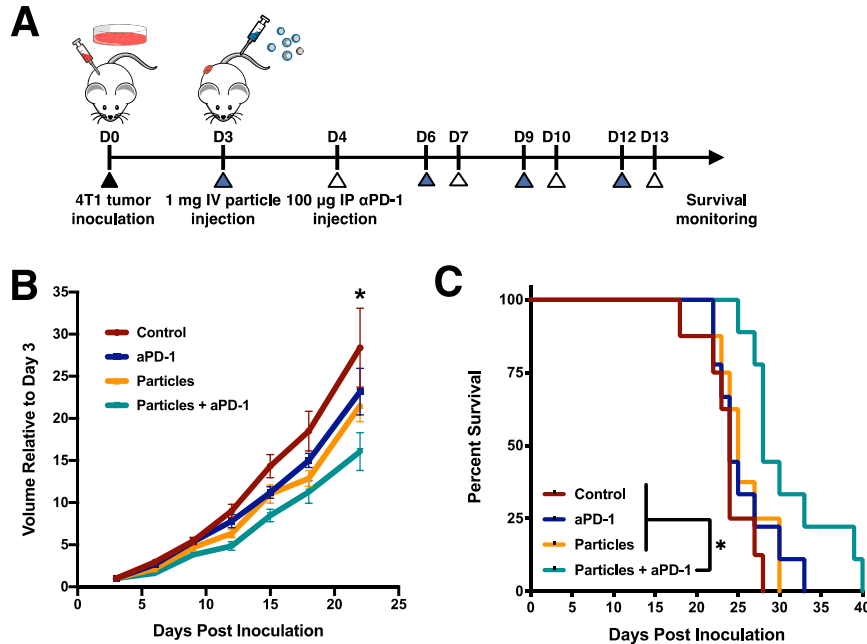 A
D0 D3 D4 D6 D7 D9 D10 D12 D13
4T1 tumor
inoculation
1 mg IV particle
injection
100 µg IP αPD-1
injection
Survival
monitoring
B
Volume Relative to Day 3
35
30
25
20
15
10
5
0
*
Control
aPD-1
Particles
Particles + aPD-1
0 5 10 15 20 25
Days Post Inoculation
C
Percent Survival
100
75
50
25
0
Control
aPD-1
Particles
Particles + aPD-1
*
0 5 10 15 20 25 30 35 40
Days Post Inoculation